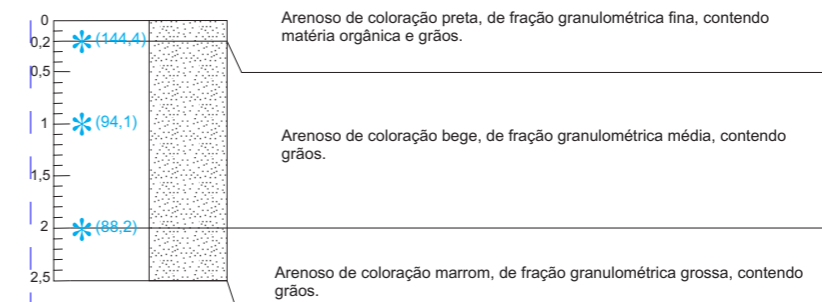 0
Arenoso de coloração preta, de fração granulométrica fina, contendo
matéria orgânica e grãos.
0,2
(144,4)
0,5
1
(94,1)
Arenoso de coloração bege, de fração granulométrica média, contendo
grãos.
1,5
2
(88,2)
2,5
Arenoso de coloração marrom, de fração granulométrica grossa, contendo
grãos.